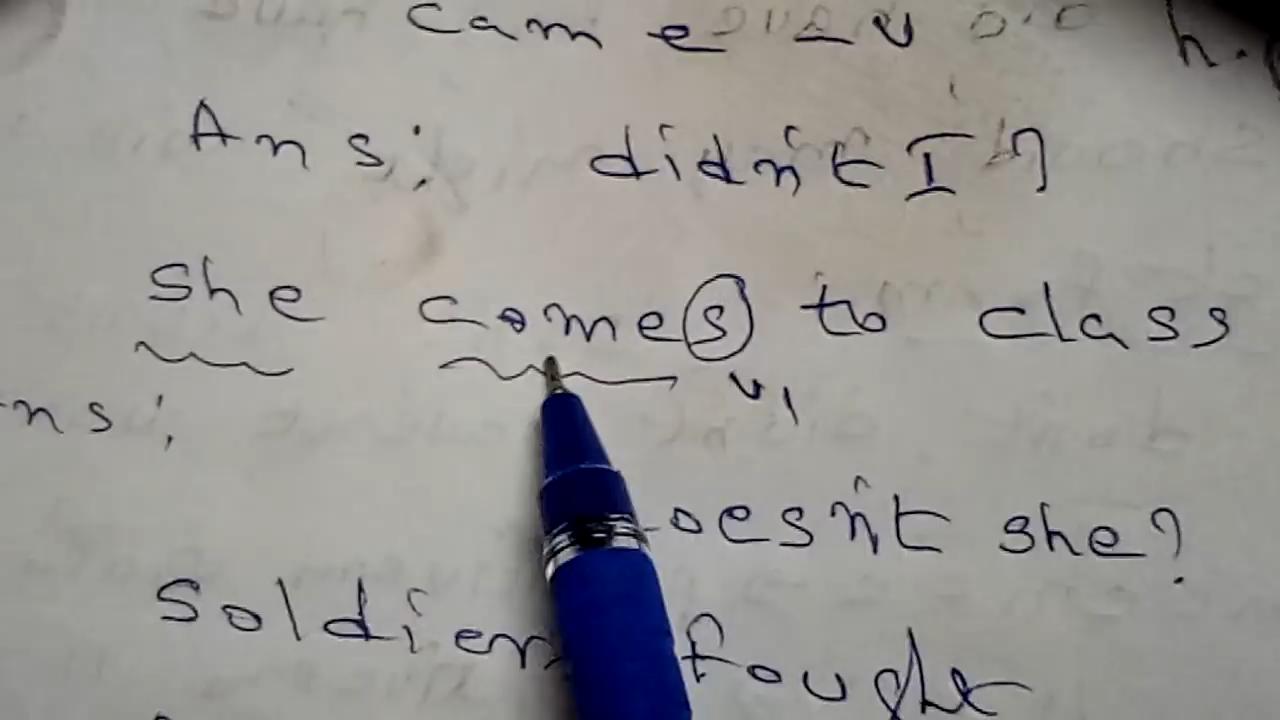 came
Ans: didn't I ?
She comes to class
ns: v1
oesn't she?
Soldier fought